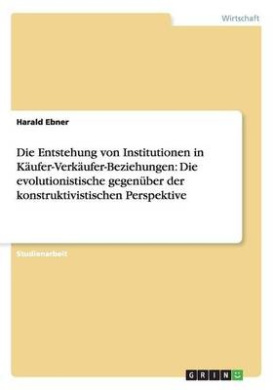 Wirtschaft
Harald Ebner
Die Entstehung von Institutionen in
Käufer-Verkäufer-Beziehungen: Die
evolutionistische gegenüber der
konstruktivistischen Perspektive
Studienarbeit
GRIN